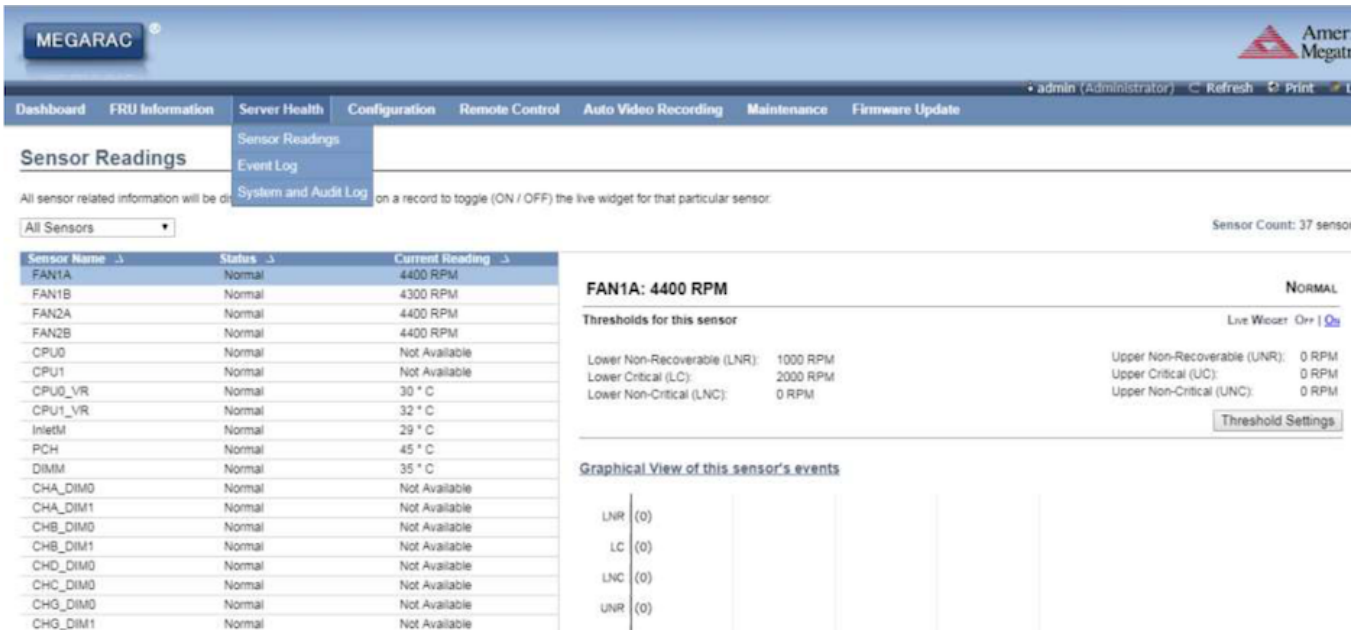 MEGARAC ®
Amer
Megatr
admin (Administrator) Refresh Print
Dashboard FRU Information Server Health Configuration Remote Control Auto Video Recording Maintenance Firmware Update
Sensor Readings
Event Log
System and Audit Log
Sensor Readings
All sensor related information will be di on a record to toggle (ON / OFF) the live widget for that particular sensor.
All Sensors
Sensor Count: 37 sensor
Sensor Name Status Current Reading
FAN1A Normal 4400 RPM
FAN1B Normal 4300 RPM
FAN2A Normal 4400 RPM
FAN2B Normal 4400 RPM
CPU0 Normal Not Available
CPU1 Normal Not Available
CPU0_VR Normal 30 ° C
CPU1_VR Normal 32 ° C
InletM Normal 29 ° C
PCH Normal 45 ° C
DIMM Normal 35 ° C
CHA_DIM0 Normal Not Available
CHA_DIM1 Normal Not Available
CHB_DIM0 Normal Not Available
CHB_DIM1 Normal Not Available
CHD_DIM0 Normal Not Available
CHC_DIM0 Normal Not Available
CHG_DIM0 Normal Not Available
CHG_DIM1 Normal Not Available
FAN1A: 4400 RPM NORMAL
Thresholds for this sensor Live Widget Off | On
Lower Non-Recoverable (LNR): 1000 RPM Upper Non-Recoverable (UNR): 0 RPM
Lower Critical (LC): 2000 RPM Upper Critical (UC): 0 RPM
Lower Non-Critical (LNC): 0 RPM Upper Non-Critical (UNC): 0 RPM
Threshold Settings
Graphical View of this sensor's events
LNR (0)
LC (0)
LNC (0)
UNR (0)